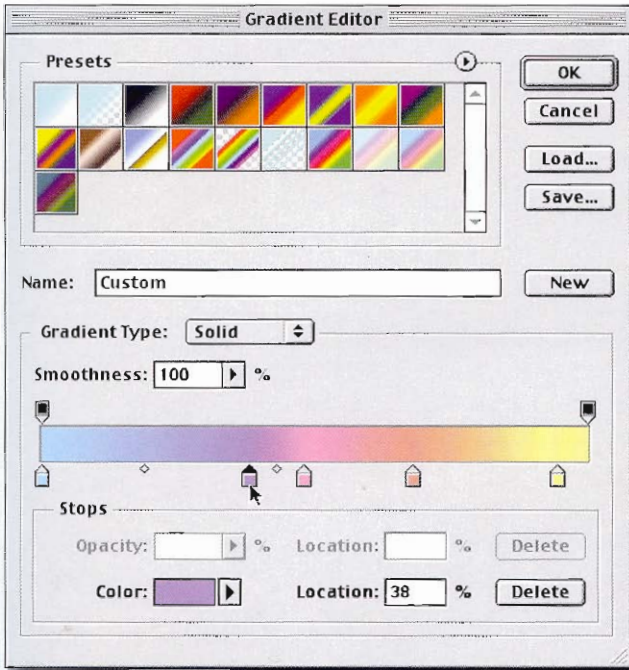 Gradient Editor
Presets
OK
Cancel
Load...
Save...
Name: Custom New
Gradient Type: Solid
Smoothness: 100 %
Stops
Opacity: % Location: % Delete
Color: Location: 38 % Delete